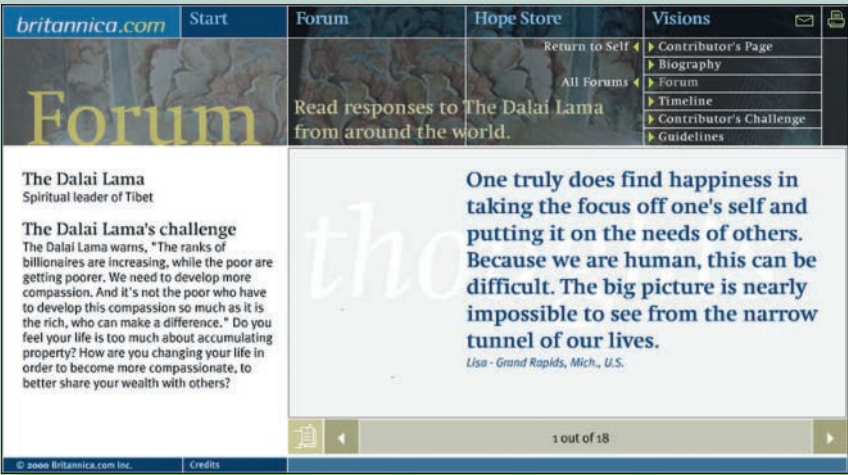 britannica.com
Start
Forum
Hope Store
Visions
Return to Self
Contributor's Page
Biography
All Forums
Forum
Timeline
Contributor's Challenge
Guidelines
Forum
Read responses to The Dalai Lama
from around the world.
The Dalai Lama
Spiritual leader of Tibet
The Dalai Lama's challenge
The Dalai Lama warns, "The ranks of
billionaires are increasing, while the poor are
getting poorer. We need to develop more
compassion. And it's not the poor who have
to develop this compassion so much as it is
the rich, who can make a difference." Do you
feel your life is too much about accumulating
property? How are you changing your life in
order to become more compassionate, to
better share your wealth with others?
thoughts
One truly does find happiness in
taking the focus off one's self and
putting it on the needs of others.
Because we are human, this can be
difficult. The big picture is nearly
impossible to see from the narrow
tunnel of our lives.
Lisa - Grand Rapids, Mich., U.S.
1 out of 18
© 2000 Britannica.com Inc.
Credits